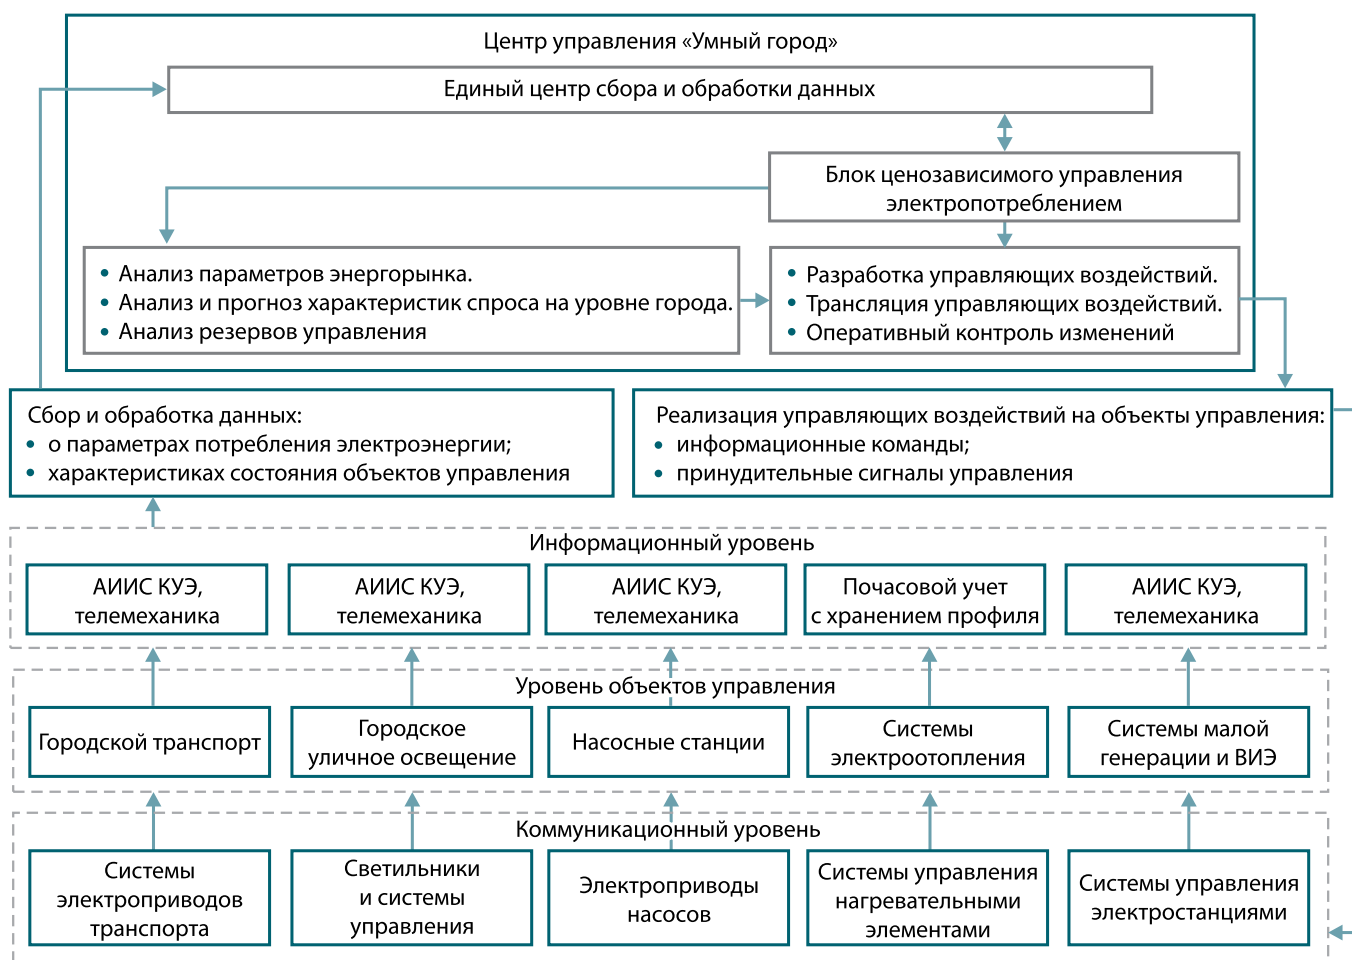 Центр управления «Умный город»
Единый центр сбора и обработки данных
Блок ценозависимого управления
электропотреблением
• Анализ параметров энергорынка.
• Анализ и прогноз характеристик спроса на уровне города.
• Анализ резервов управления
• Разработка управляющих воздействий.
• Трансляция управляющих воздействий.
• Оперативный контроль изменений
Сбор и обработка данных:
• о параметрах потребления электроэнергии;
• характеристиках состояния объектов управления
Реализация управляющих воздействий на объекты управления:
• информационные команды;
• принудительные сигналы управления
Информационный уровень
АИИС КУЭ,
телемеханика
АИИС КУЭ,
телемеханика
АИИС КУЭ,
телемеханика
Почасовой учет
с хранением профиля
АИИС КУЭ,
телемеханика
Уровень объектов управления
Городской транспорт
Городское
уличное освещение
Насосные станции
Системы
электроотопления
Системы малой
генерации и ВИЭ
Коммуникационный уровень
Системы
электроприводов
транспорта
Светильники
и системы
управления
Электроприводы
насосов
Системы управления
нагревательными
элементами
Системы управления
электростанциями